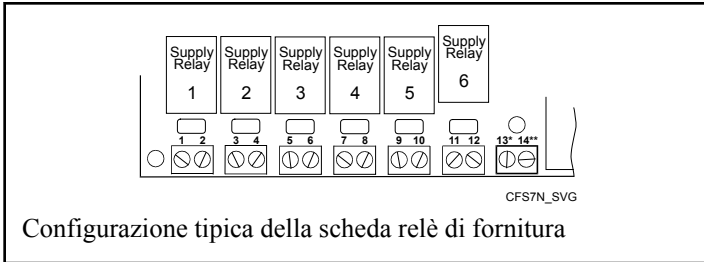 Supply Relay 1
Supply Relay 2
Supply Relay 3
Supply Relay 4
Supply Relay 5
Supply Relay 6
1 2 3 4 5 6 7 8 9 10 11 12 13* 14**
CFS7N_SVG
Configurazione tipica della scheda relè di fornitura